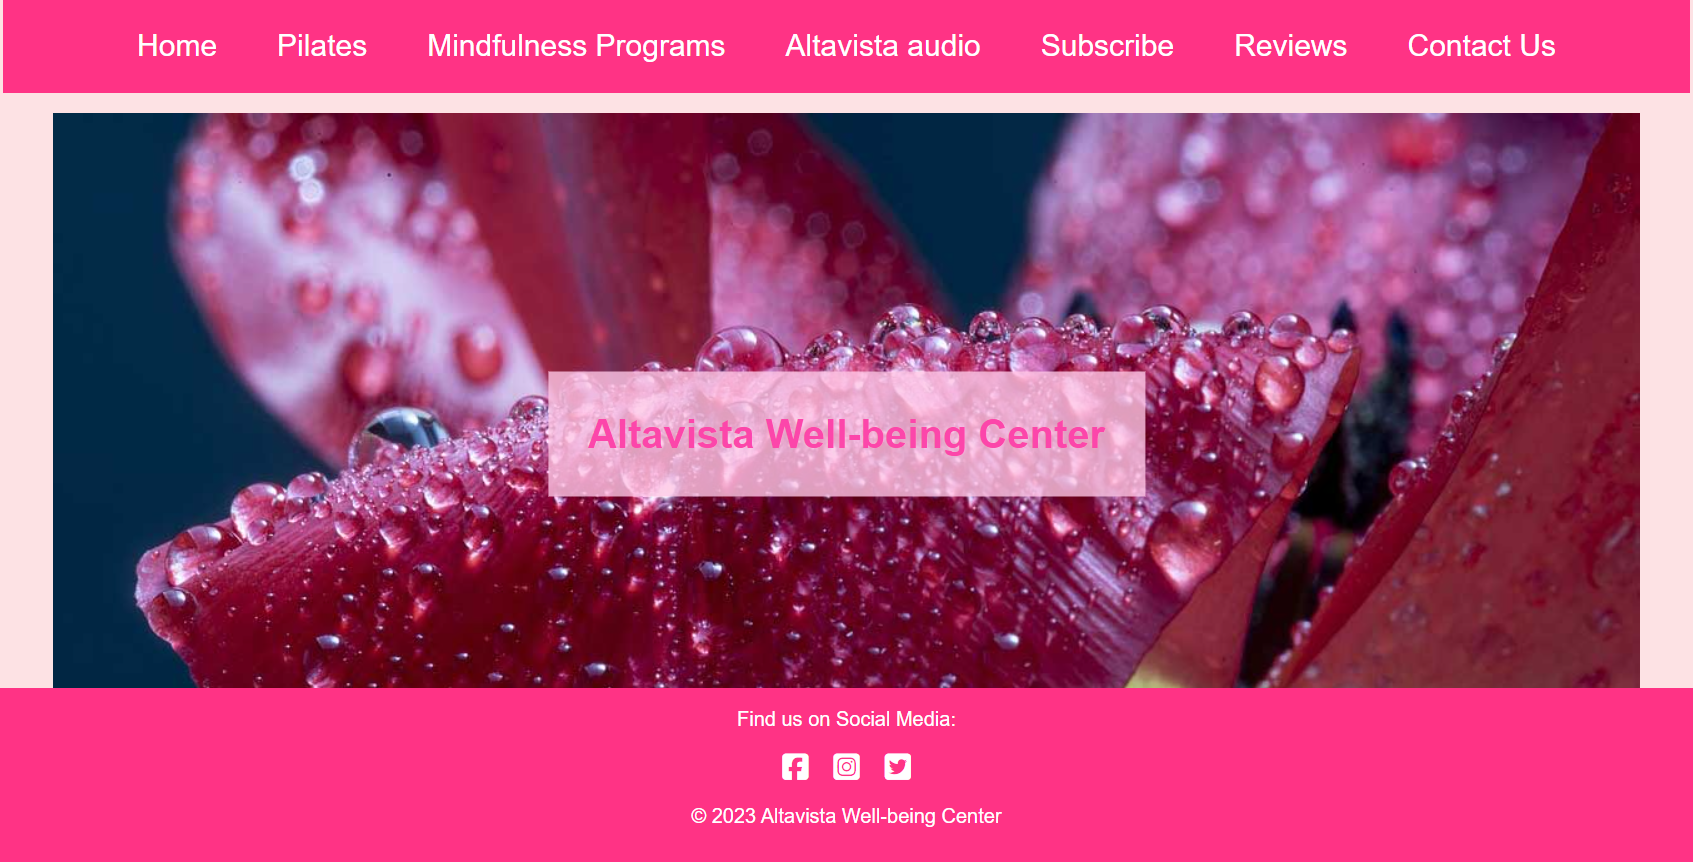 Home Pilates Mindfulness Programs Altavista audio Subscribe Reviews Contact Us
Altavista Well-being Center
Find us on Social Media:
© 2023 Altavista Well-being Center